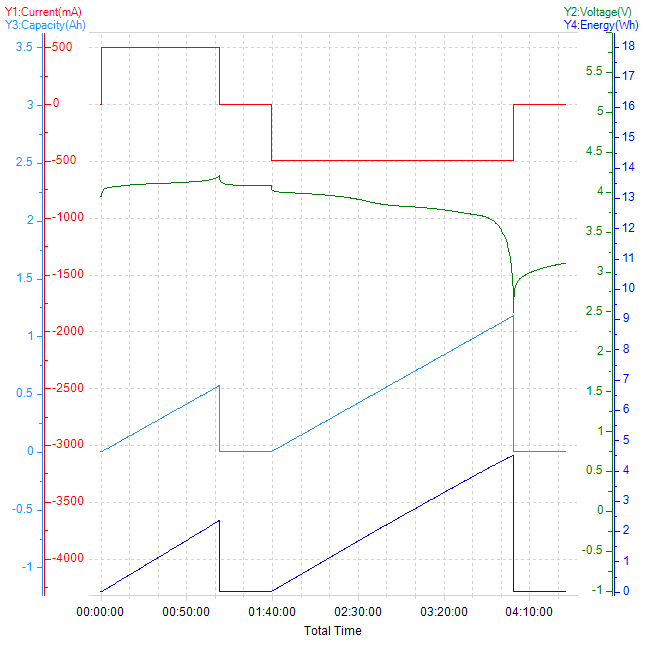 Y1:Current(mA) Y2:Voltage(V)
Y3:Capacity(Ah) Y4:Energy(Wh)
3.5 500 18
5.5 17
3 0 5 16
15
4.5
2.5 -500 14
4 13
2 -1000 12
3.5
11
1.5 -1500 3 10
2.5
1 -2000 9
2 8
0.5 -2500 1.5 7
6
0 -3000 1 5
0.5 4
-0.5 -3500 0 3
2
-1 -4000 -0.5 1
-1 0
00:00:00 00:50:00 01:40:00 02:30:00 03:20:00 04:10:00
Total Time